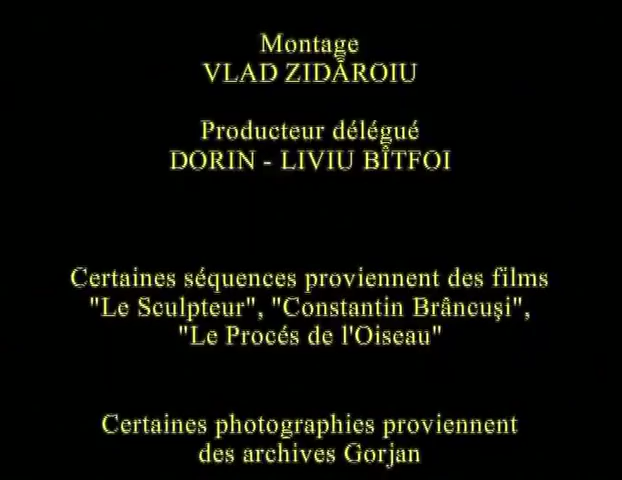 Montage
VLAD ZIDĂROIU
Producteur délégué
DORIN - LIVIU BÎTFOI
Certaines séquences proviennent des films
"Le Sculpteur", "Constantin Brâncuşi",
"Le Procés de l'Oiseau"
Certaines photographies proviennent
des archives Gorjan